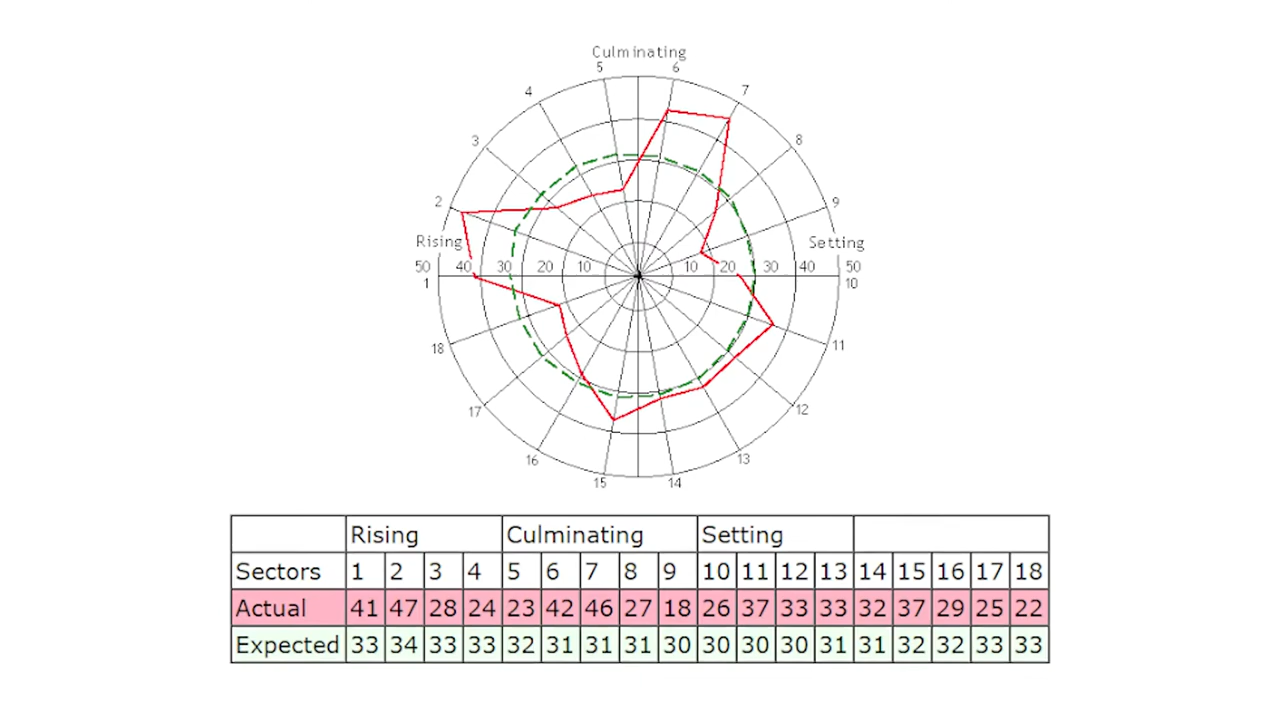 Culminating
5 6
4 7
3 8
2 9
Rising Setting
50 40 30 20 10 10 20 30 40 50
1 10
18 11
17 12
16 13
15 14
Rising Culminating Setting
Sectors 1 2 3 4 5 6 7 8 9 10 11 12 13 14 15 16 17 18
Actual 41 47 28 24 23 42 46 27 18 26 37 33 33 32 37 29 25 22
Expected 33 34 33 33 32 31 31 31 30 30 30 30 31 31 32 32 33 33